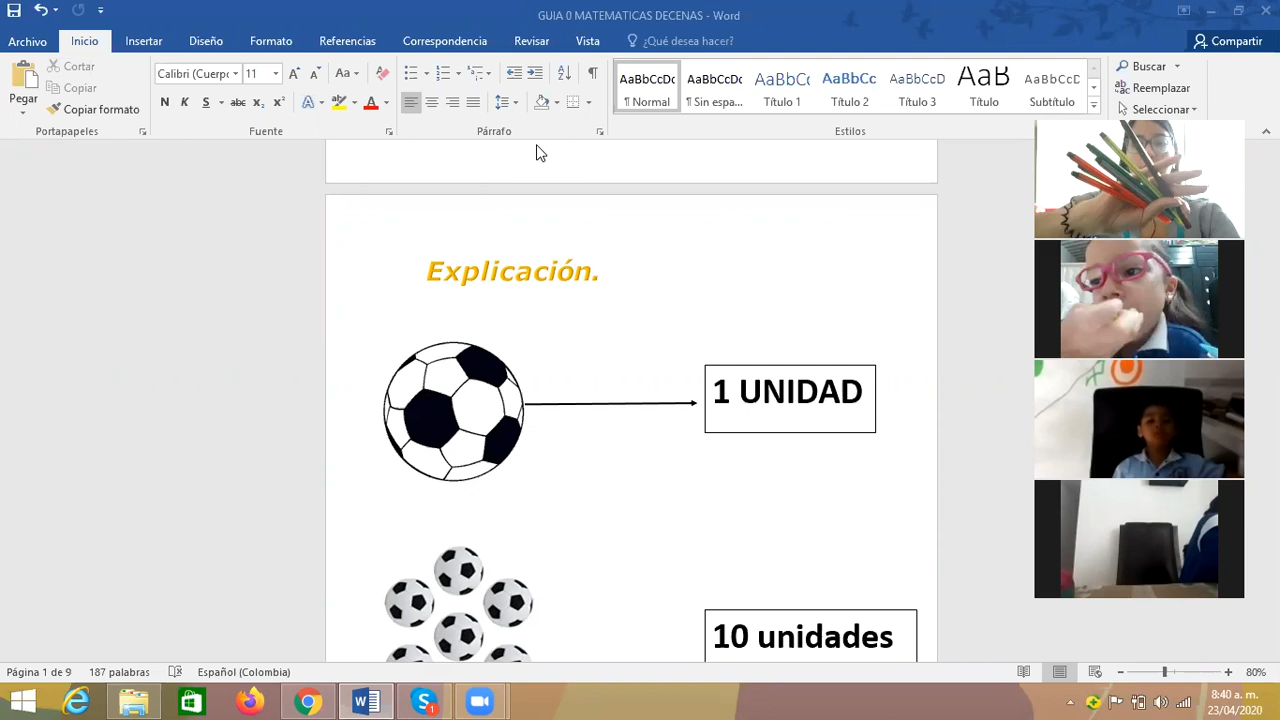 GUIA 0 MATEMATICAS DECENAS - Word
Archivo Inicio Insertar Diseño Formato Referencias Correspondencia Revisar Vista ¿Qué desea hacer? Compartir
Pegar
Cortar
Copiar
Copiar formato
Portapapeles
Calibri (Cuerpo 11
Fuente
Párrafo
AaBbCcDc AaBbCcDc AaBbCc AaBbCc AaBbCcD AaB AaBbCcD
¶ Normal ¶ Sin espa... Título 1 Título 2 Título 3 Título Subtítulo
Estilos
Buscar
Reemplazar
Seleccionar
Explicación.
1 UNIDAD
10 unidades
Página 1 de 9 187 palabras Español (Colombia) 80%
8:40 a. m.
23/04/2020